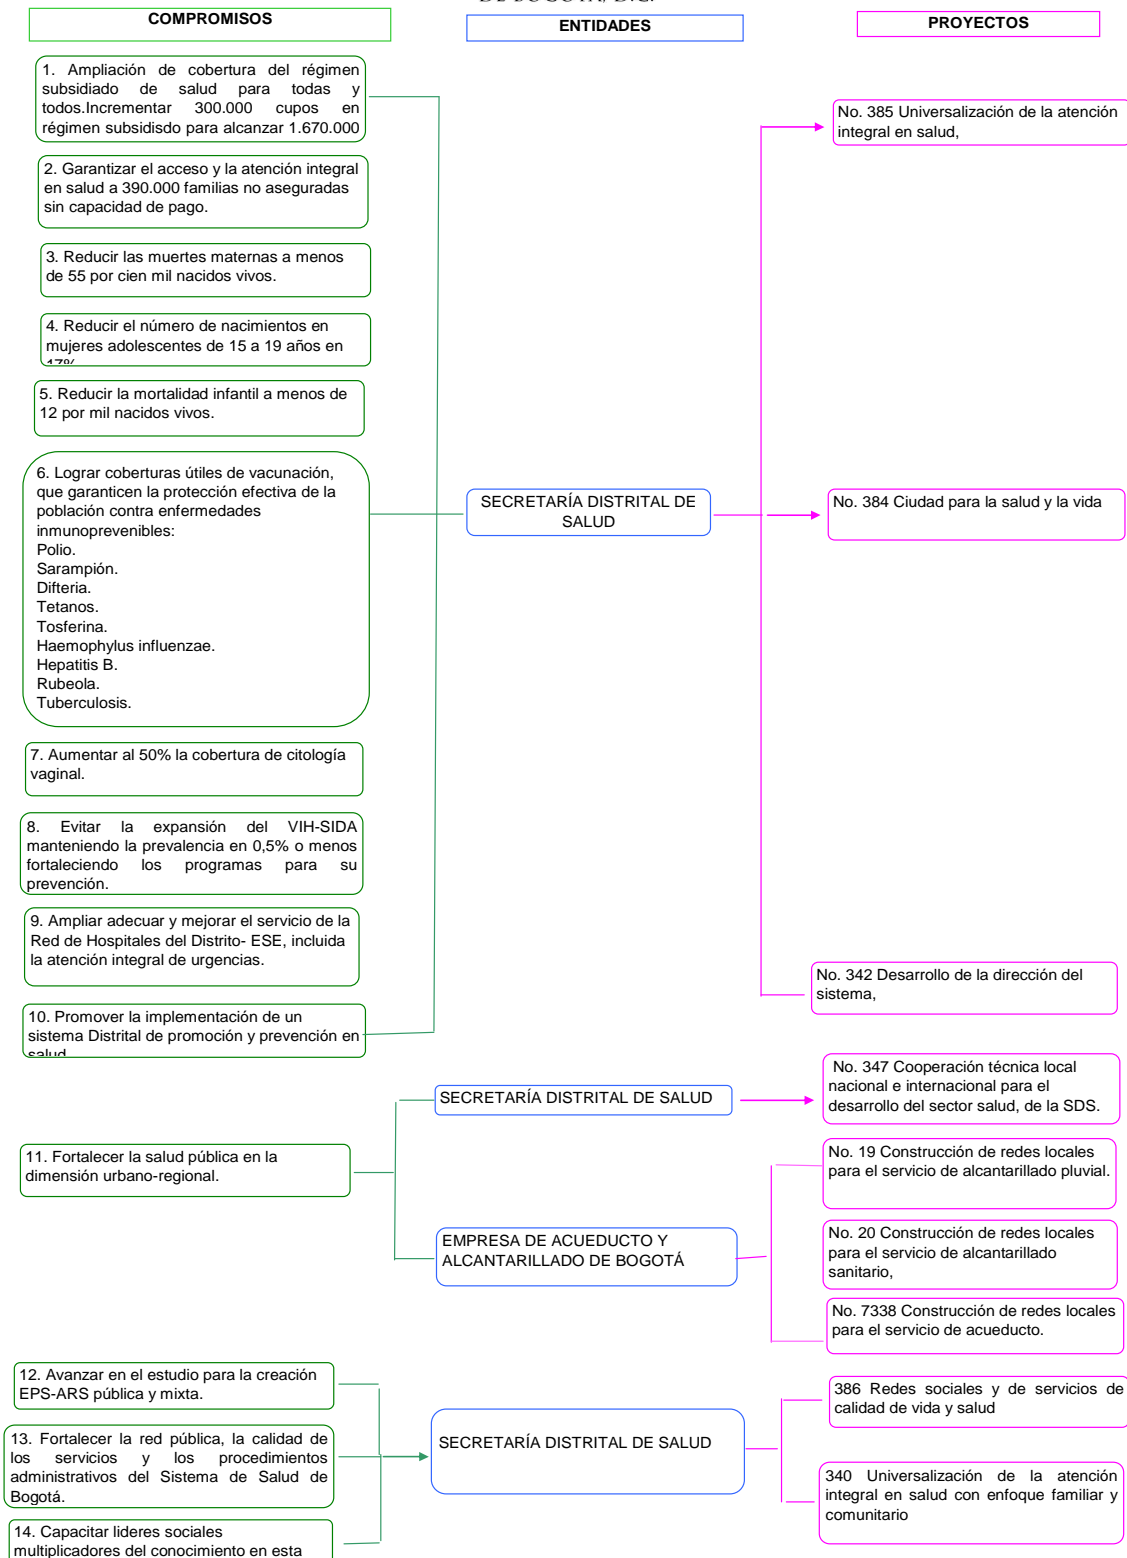 DE BOGOTÁ, D.C.
COMPROMISOS
ENTIDADES
PROYECTOS
1. Ampliación de cobertura del régimen
subsidiado de salud para todas y
todos.Incrementar 300.000 cupos en
régimen subsidisdo para alcanzar 1.670.000
2. Garantizar el acceso y la atención integral
en salud a 390.000 familias no aseguradas
sin capacidad de pago.
3. Reducir las muertes maternas a menos
de 55 por cien mil nacidos vivos.
4. Reducir el número de nacimientos en
mujeres adolescentes de 15 a 19 años en
17%
5. Reducir la mortalidad infantil a menos de
12 por mil nacidos vivos.
6. Lograr coberturas útiles de vacunación,
que garanticen la protección efectiva de la
población contra enfermedades
inmunoprevenibles:
Polio.
Sarampión.
Difteria.
Tetanos.
Tosferina.
Haemophylus influenzae.
Hepatitis B.
Rubeola.
Tuberculosis.
7. Aumentar al 50% la cobertura de citología
vaginal.
8. Evitar la expansión del VIH-SIDA
manteniendo la prevalencia en 0,5% o menos
fortaleciendo los programas para su
prevención.
9. Ampliar adecuar y mejorar el servicio de la
Red de Hospitales del Distrito- ESE, incluida
la atención integral de urgencias.
10. Promover la implementación de un
sistema Distrital de promoción y prevención en
salud
SECRETARÍA DISTRITAL DE
SALUD
No. 385 Universalización de la atención
integral en salud,
No. 384 Ciudad para la salud y la vida
No. 342 Desarrollo de la dirección del
sistema,
11. Fortalecer la salud pública en la
dimensión urbano-regional.
SECRETARÍA DISTRITAL DE SALUD
No. 347 Cooperación técnica local
nacional e internacional para el
desarrollo del sector salud, de la SDS.
EMPRESA DE ACUEDUCTO Y
ALCANTARILLADO DE BOGOTÁ
No. 19 Construcción de redes locales
para el servicio de alcantarillado pluvial.
No. 20 Construcción de redes locales
para el servicio de alcantarillado
sanitario,
No. 7338 Construcción de redes locales
para el servicio de acueducto.
12. Avanzar en el estudio para la creación
EPS-ARS pública y mixta.
13. Fortalecer la red pública, la calidad de
los servicios y los procedimientos
administrativos del Sistema de Salud de
Bogotá.
14. Capacitar lideres sociales
multiplicadores del conocimiento en esta
SECRETARÍA DISTRITAL DE SALUD
386 Redes sociales y de servicios de
calidad de vida y salud
340 Universalización de la atención
integral en salud con enfoque familiar y
comunitario